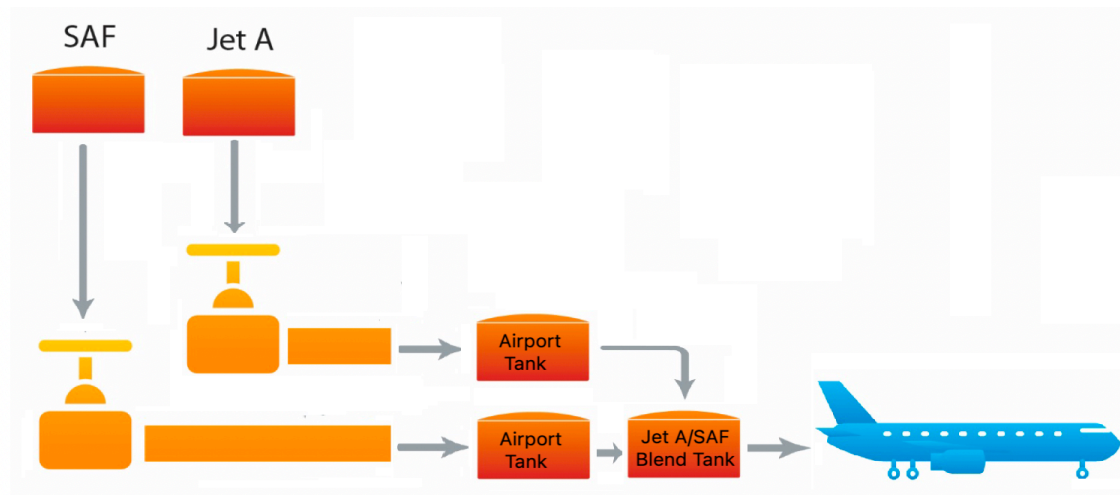 SAF
Jet A
Airport
Tank
Airport
Tank
Jet A/SAF
Blend Tank